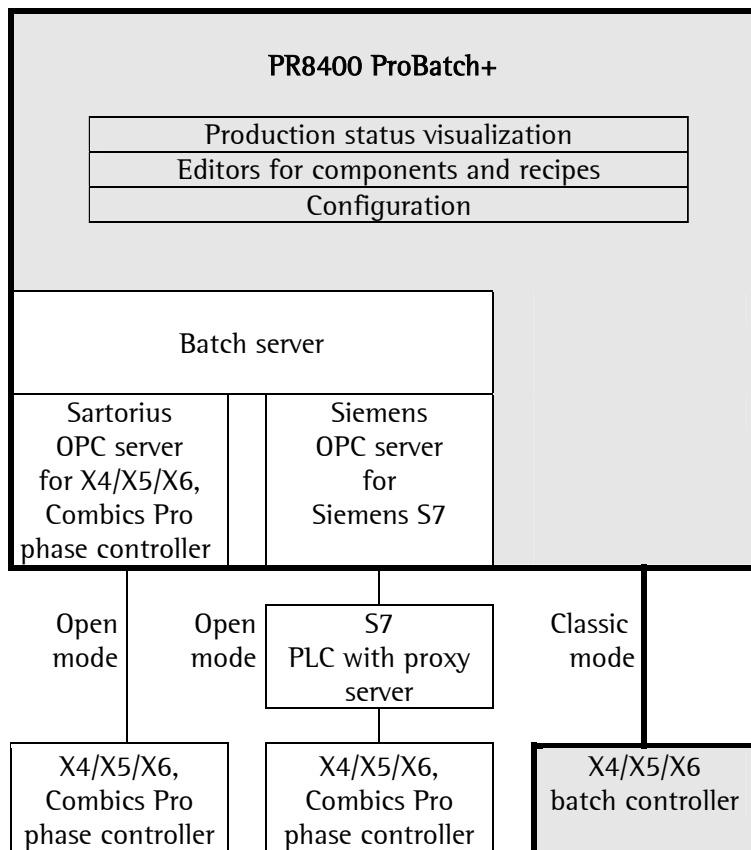 PR8400 ProBatch+
Production status visualization
Editors for components and recipes
Configuration
Batch server
Sartorius
OPC server
for X4/X5/X6,
Combics Pro
phase controller
Siemens
OPC server
for
Siemens S7
Open
mode
Open
mode
S7
PLC with proxy
server
Classic
mode
X4/X5/X6,
Combics Pro
phase controller
X4/X5/X6,
Combics Pro
phase controller
X4/X5/X6
batch controller